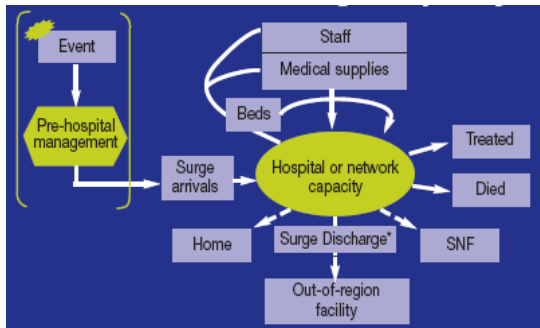 Event
Pre-hospital
management
Staff
Medical supplies
Beds
Surge
arrivals
Hospital or network
capacity
Treated
Died
Home
Surge Discharge*
SNF
Out-of-region
facility